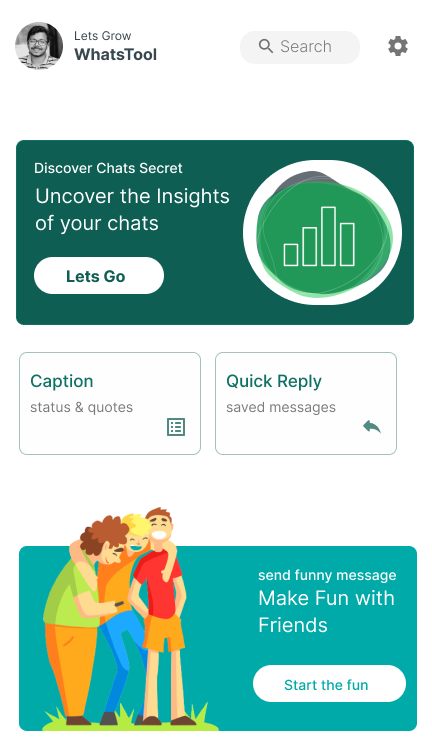 Lets Grow
WhatsTool
Search
Discover Chats Secret
Uncover the Insights
of your chats
Lets Go
Caption
status & quotes
Quick Reply
saved messages
send funny message
Make Fun with
Friends
Start the fun